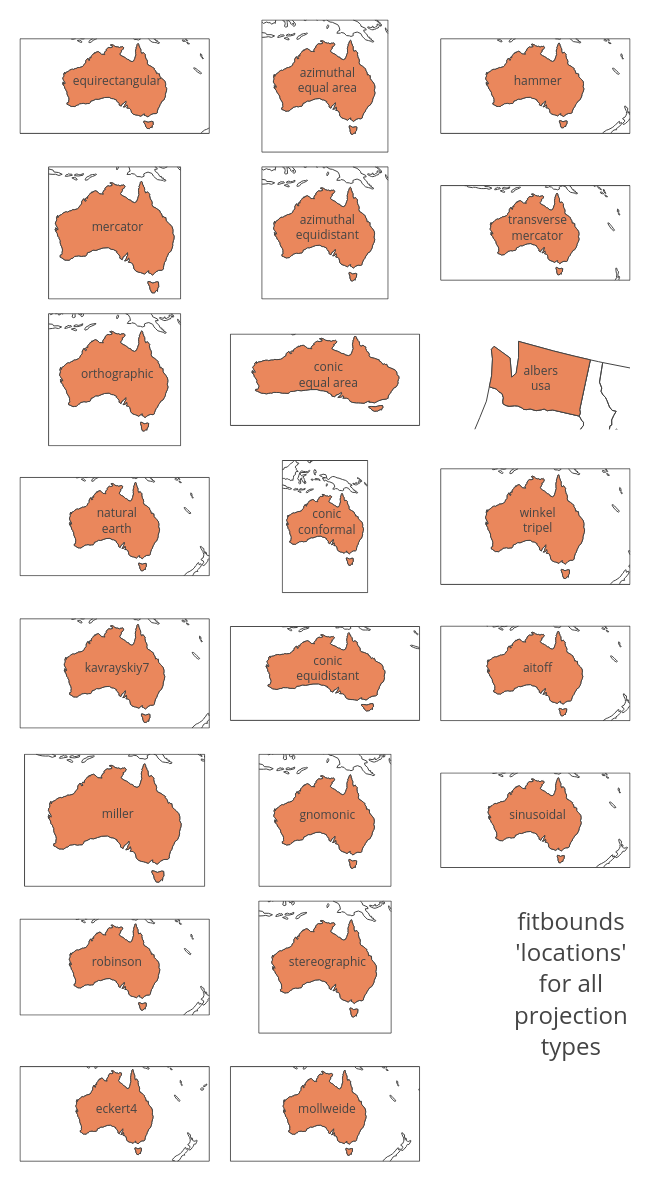 equirectangular
azimuthal
equal area
hammer
mercator
azimuthal
equidistant
transverse
mercator
orthographic
conic
equal area
albers
usa
natural
earth
conic
conformal
winkel
tripel
kavrayskiy7
conic
equidistant
aitoff
miller
gnomonic
sinusoidal
robinson
stereographic
fitbounds
'locations'
for all
projection
types
eckert4
mollweide